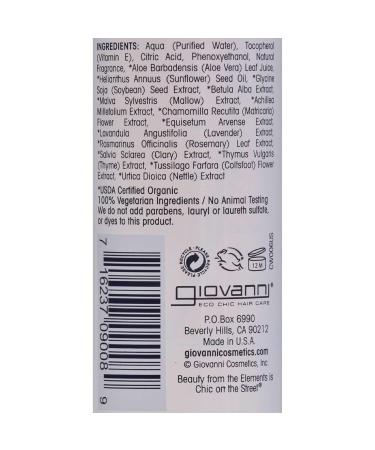 INGREDIENTS: Aqua (Purified Water), Tocopherol
(Vitamin E), Citric Acid, Phenoxyethanol, Natural
Fragrance, *Aloe Barbadensis (Aloe Vera) Leaf Juice,
*Helianthus Annuus (Sunflower) Seed Oil, *Glycine
Soja (Soybean) Seed Extract, *Betula Alba Extract,
*Malva Sylvestris (Mallow) Extract, *Achillea
Millefolium Extract, *Chamomilla Recutita (Matricaria)
Flower Extract, *Equisetum Arvense Extract,
*Lavandula Angustifolia (Lavender) Extract,
*Rosmarinus Officinalis (Rosemary) Leaf Extract,
*Salvia Sclarea (Clary) Extract, *Thymus Vulgaris
(Thyme) Extract, *Tussilago Farfara (Coltsfoot) Flower
Extract, *Urtica Dioica (Nettle) Extract
*USDA Certified Organic
100% Vegetarian Ingredients / No Animal Testing
We do not add parabens, lauryl or laureth sulfate,
or dyes to this product.
PLEASE RECYCLE
12 M
CW006US
giovanni
ECO CHIC HAIR CARE
P.O.Box 6990
Beverly Hills, CA 90212
Made in U.S.A.
giovannicosmetics.com
© Giovanni Cosmetics, Inc.
Beauty from the Elements is
Chic on the Street®
7 16237 09008 9